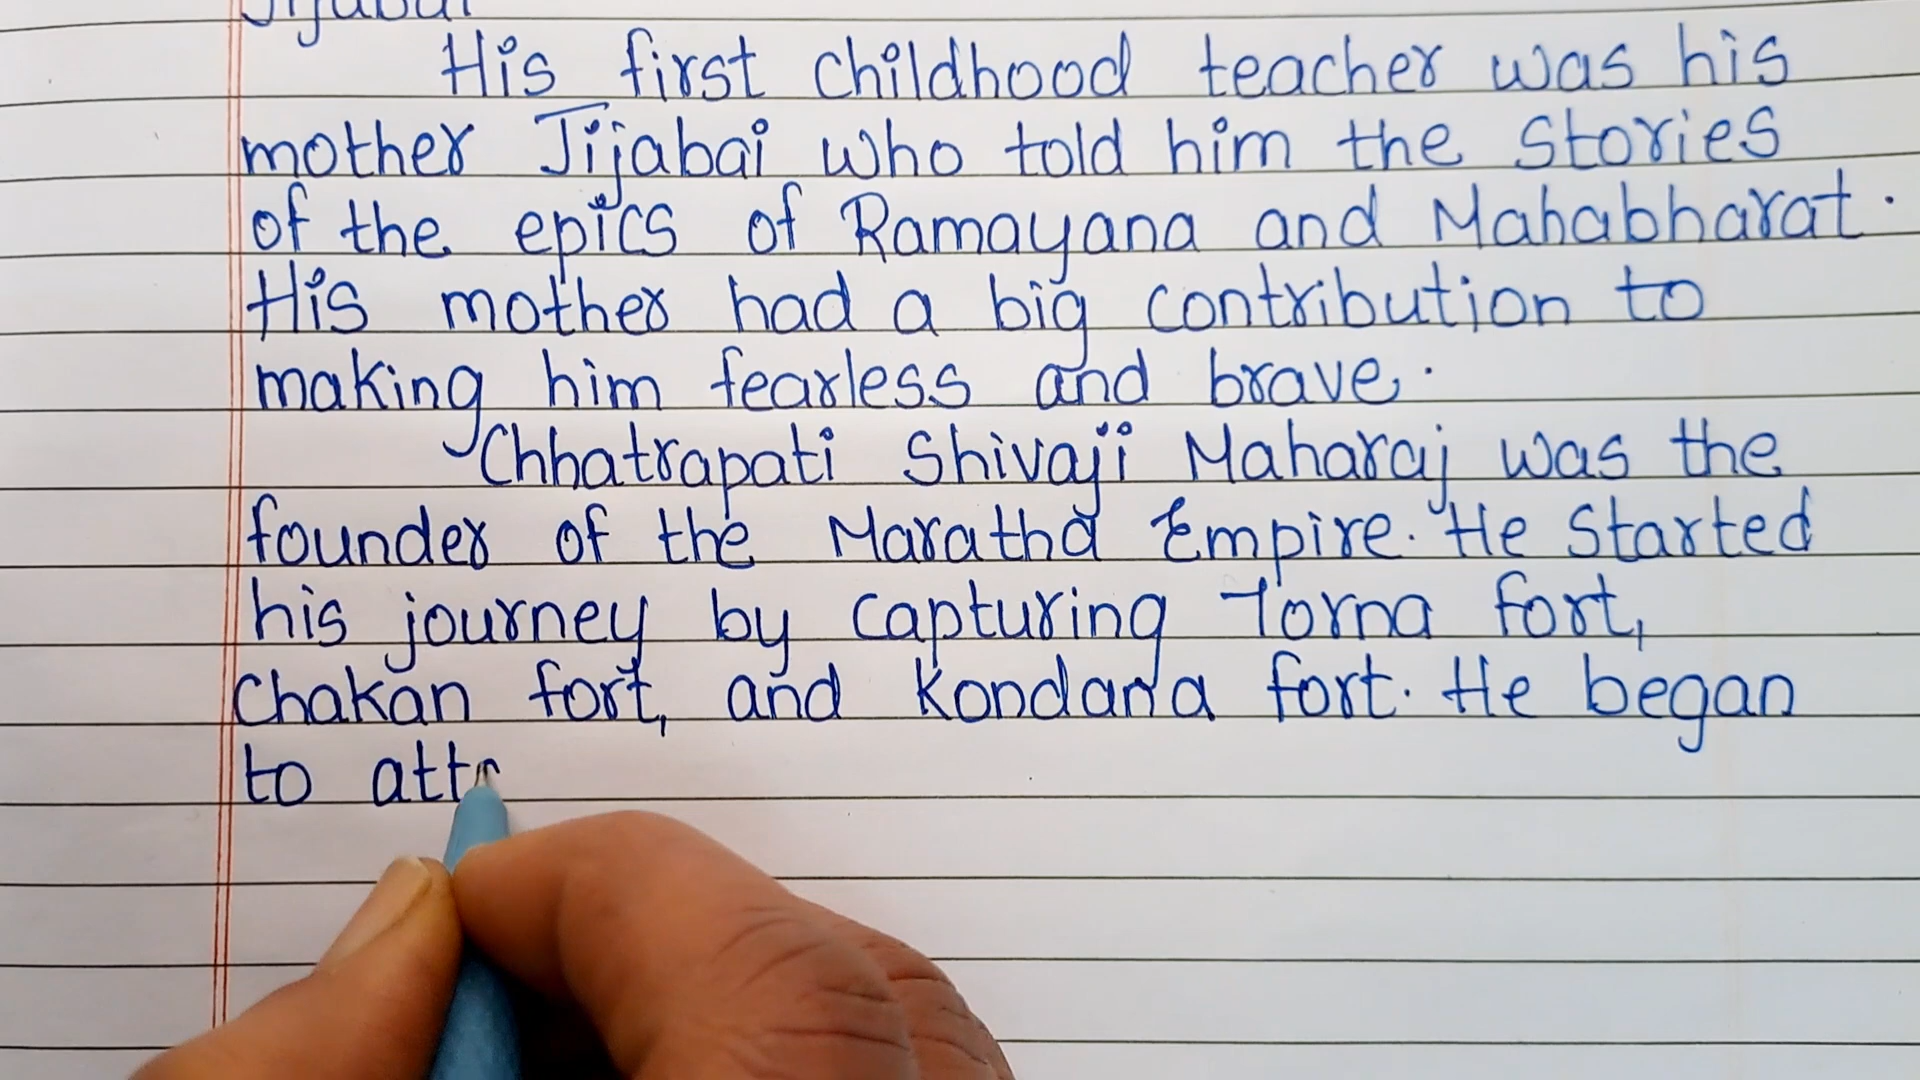 Jijabai
His first childhood teacher was his
mother Jijabai who told him the stories
of the epics of Ramayana and Mahabharat.
His mother had a big contribution to
making him fearless and brave.
Chhatrapati Shivaji Maharaj was the
founder of the Maratha Empire. He started
his journey by capturing Torna fort,
Chakan fort, and Kondana fort. He began
to att